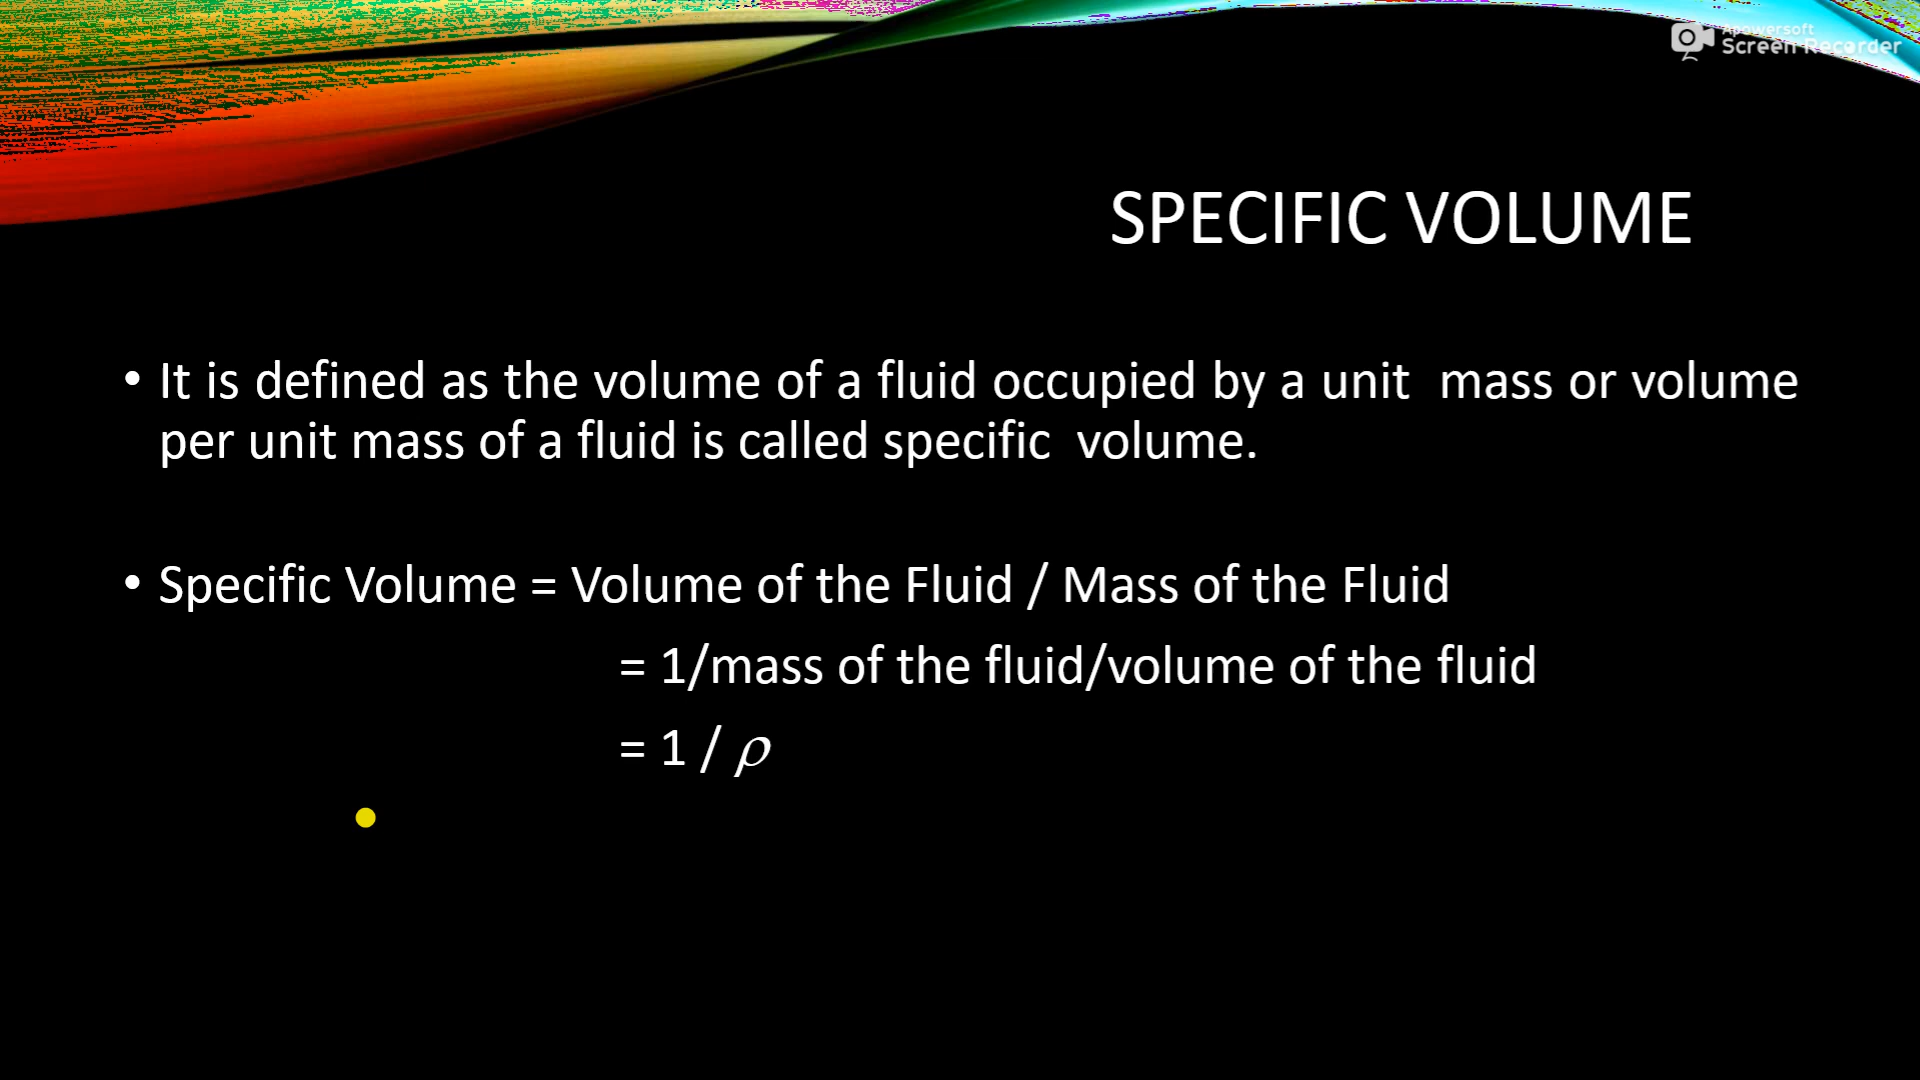 Apowersoft
Screen Recorder
SPECIFIC VOLUME
• It is defined as the volume of a fluid occupied by a unit mass or volume
per unit mass of a fluid is called specific volume.
• Specific Volume = Volume of the Fluid / Mass of the Fluid
= 1/mass of the fluid/volume of the fluid
= 1 / ρ